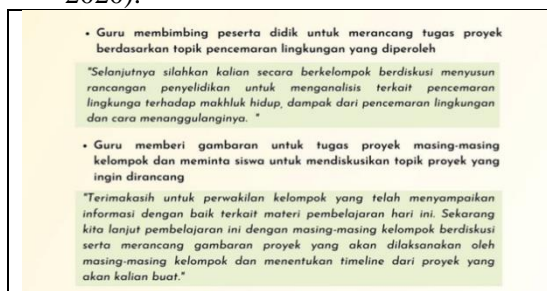 2020).
• Guru membimbing peserta didik untuk merancang tugas proyek
berdasarkan topik pencemaran lingkungan yang diperoleh
"Selanjutnya silahkan kalian secara berkelompok berdiskusi menyusun
rancangan penyelidikan untuk menganalisis terkait pencemaran
lingkunga terhadap makhluk hidup, dampak dari pencemaran lingkungan
dan cara menanggulanginya. "
• Guru memberi gambaran untuk tugas proyek masing-masing
kelompok dan meminta siswa untuk mendiskusikan topik proyek yang
ingin dirancang
"Terimakasih untuk perwakilan kelompok yang telah menyampaikan
informasi dengan baik terkait materi pembelajaran hari ini. Sekarang
kita lanjut pembelajaran ini dengan masing-masing kelompok berdiskusi
serta merancang gambaran proyek yang akan dilaksanakan oleh
masing-masing kelompok dan menentukan timeline dari proyek yang
akan kalian buat."